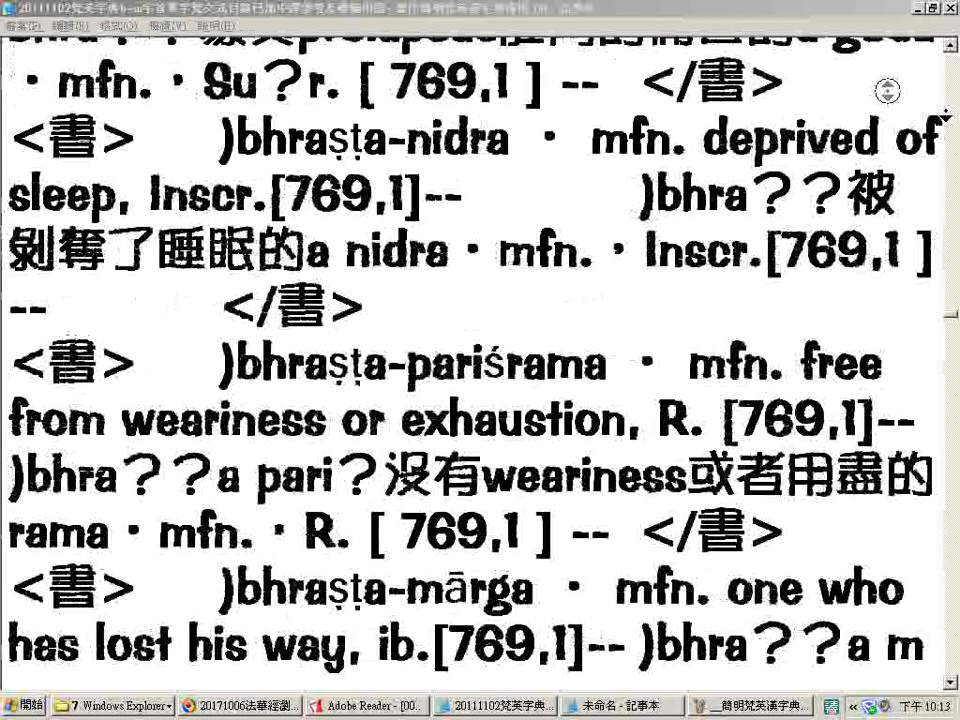 ・ mfn. ・ Su？r. [ 769,1 ] -- </書>
<書> )bhraṣṭa-nidra ・ mfn. deprived of
sleep, Inscr.[769,1]-- )bhra？？被
剝奪了睡眠的a nidra・mfn.・Inscr.[769,1 ]
-- </書>
<書> )bhraṣṭa-pariśrama ・ mfn. free
from weariness or exhaustion, R. [769,1]--
)bhra？？a pari？沒有weariness或者用盡的
rama・mfn.・R. [ 769,1 ] -- </書>
<書> )bhraṣṭa-mārga ・ mfn. one who
has lost his way, ib.[769,1]-- )bhra？？a m
開始 7 Windows Explorer 20171006法華經瀏... Adobe Reader - [00... 20111102梵英字典... 未命名 - 記事本 __簡明梵英漢字典... « 下午 10:13